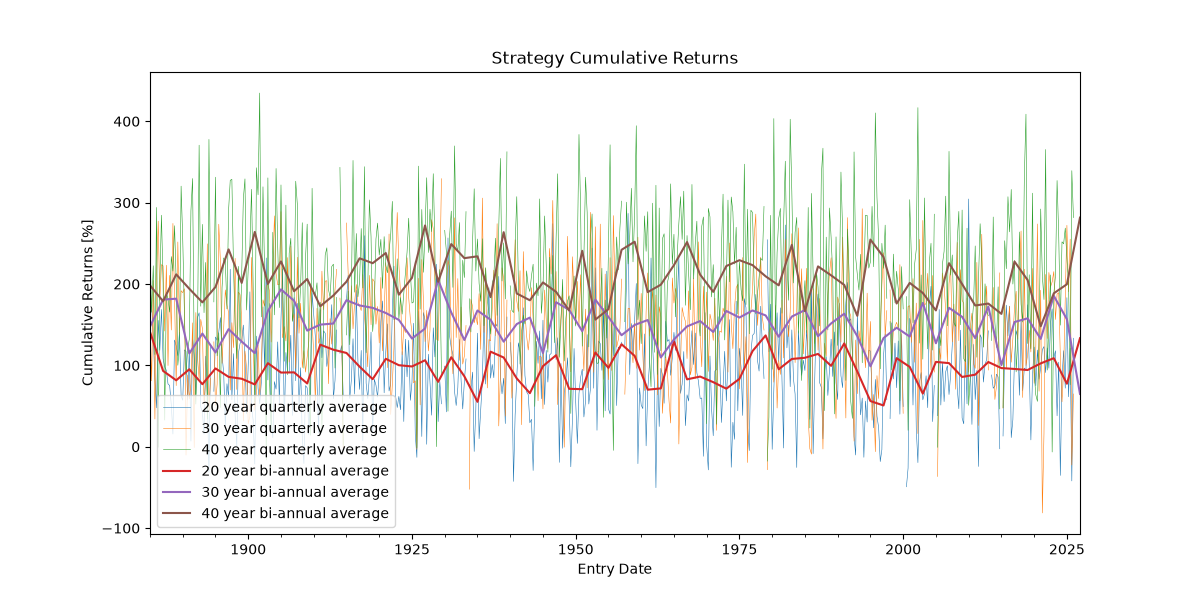 Strategy Cumulative Returns
Cumulative Returns [%]
400
300
200
100
0
−100
20 year quarterly average
30 year quarterly average
40 year quarterly average
20 year bi-annual average
30 year bi-annual average
40 year bi-annual average
1900 1925 1950 1975 2000 2025
Entry Date